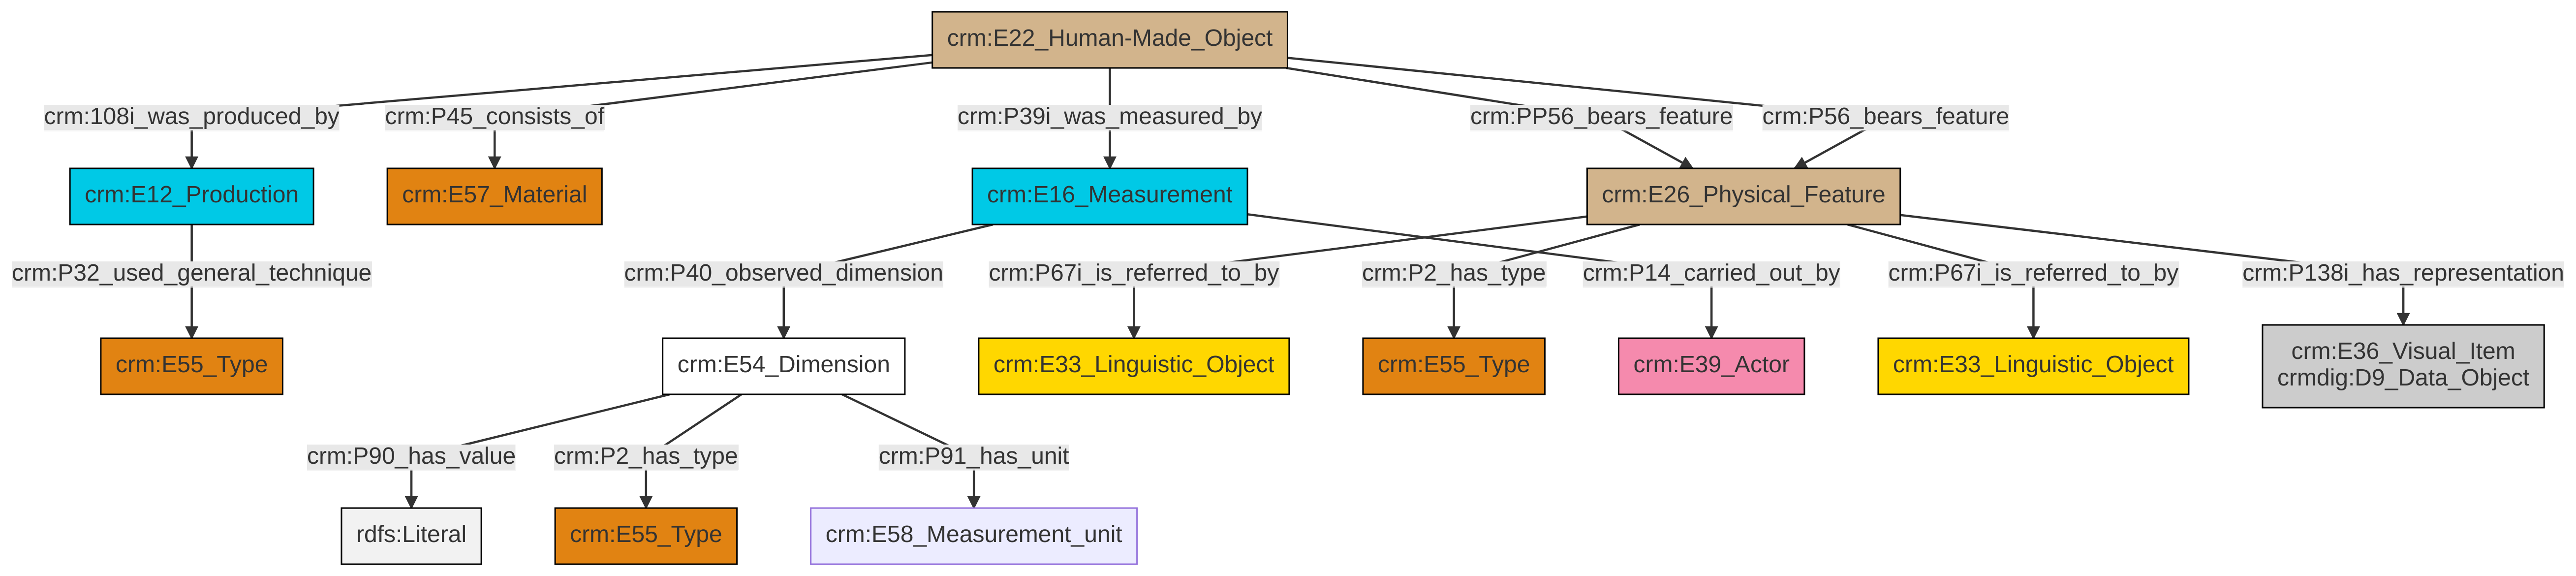 crm:E22_Human-Made_Object
crm:108i_was_produced_by
crm:P45_consists_of
crm:P39i_was_measured_by
crm:PP56_bears_feature
crm:P56_bears_feature
crm:E12_Production
crm:E57_Material
crm:E16_Measurement
crm:E26_Physical_Feature
crm:P32_used_general_technique
crm:P40_observed_dimension
crm:P67i_is_referred_to_by
crm:P2_has_type
crm:P14_carried_out_by
crm:P67i_is_referred_to_by
crm:P138i_has_representation
crm:E55_Type
crm:E54_Dimension
crm:E33_Linguistic_Object
crm:E55_Type
crm:E39_Actor
crm:E33_Linguistic_Object
crm:E36_Visual_Item
crmdig:D9_Data_Object
crm:P90_has_value
crm:P2_has_type
crm:P91_has_unit
rdfs:Literal
crm:E55_Type
crm:E58_Measurement_unit